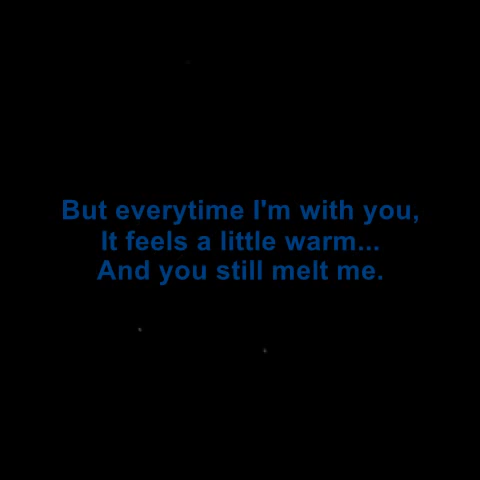 But everytime I'm with you,
It feels a little warm...
And you still melt me.